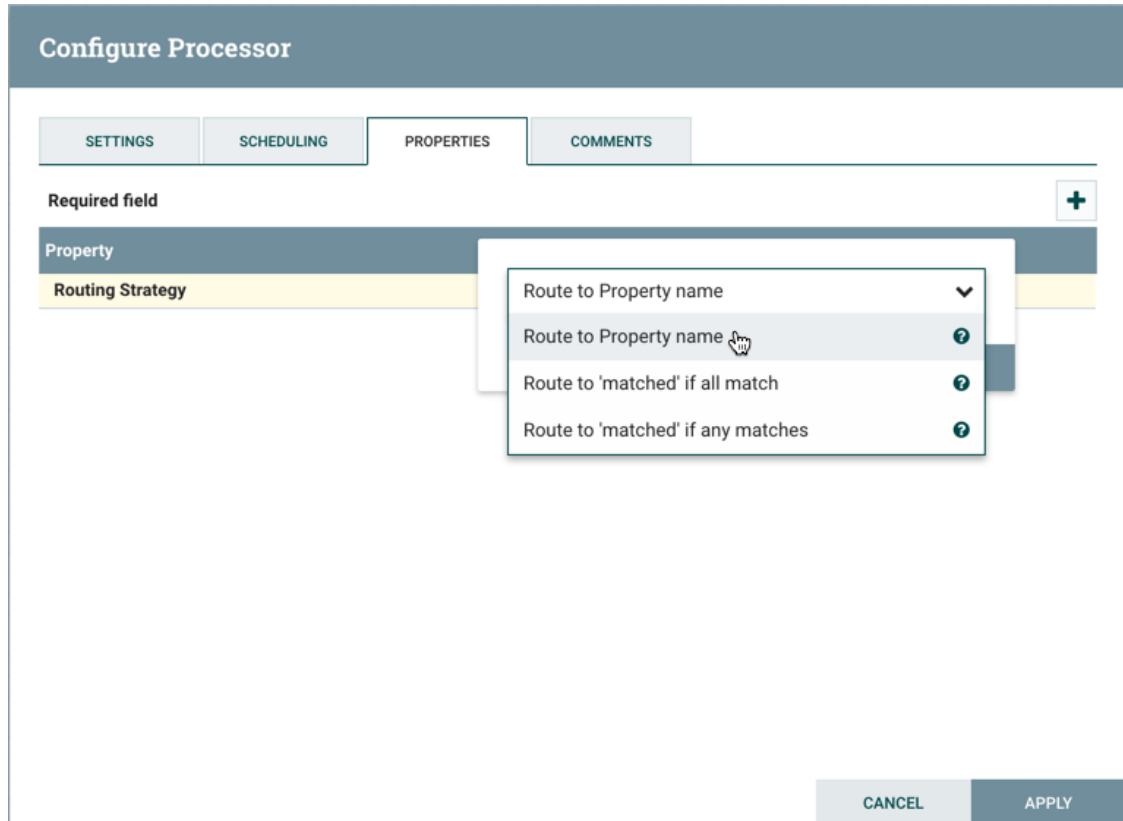 Configure Processor
SETTINGS SCHEDULING PROPERTIES COMMENTS
Required field
Property
Routing Strategy
Route to Property name
Route to Property name
Route to 'matched' if all match
Route to 'matched' if any matches
CANCEL APPLY